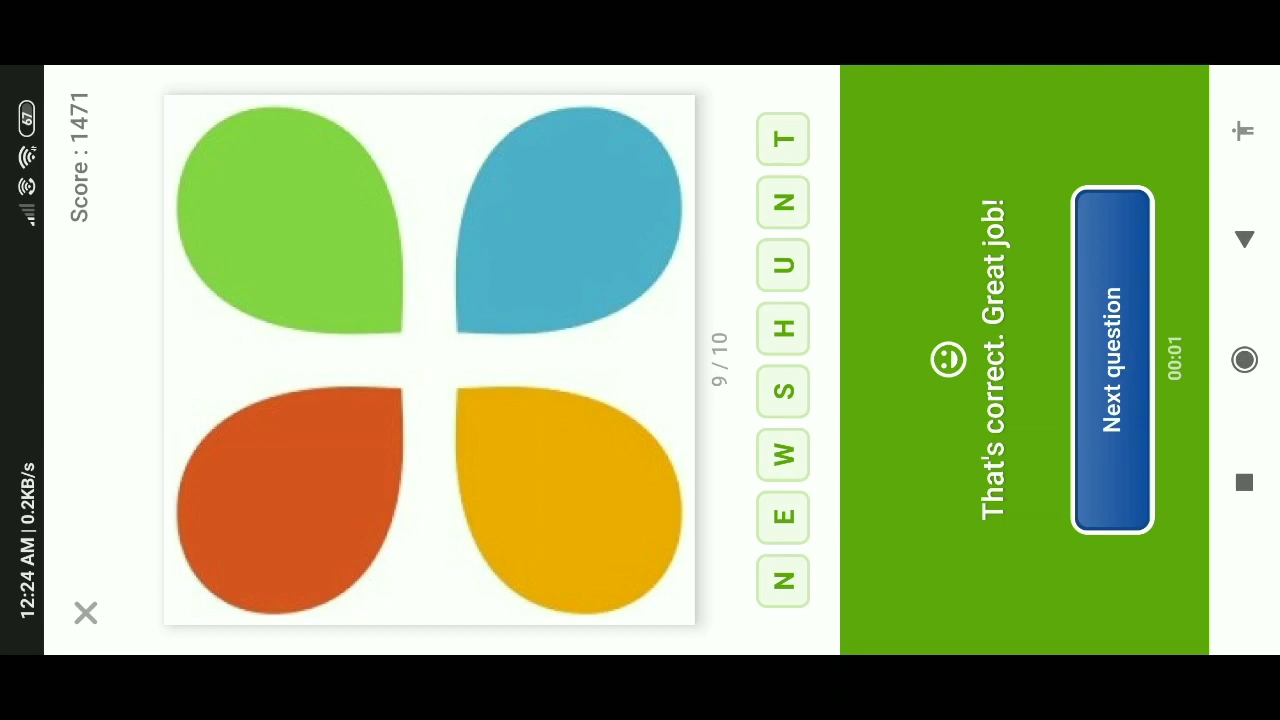 12:24 AM | 0.2KB/s
67
Score : 1471
9 / 10
N E W S H U N T
That's correct. Great job!
Next question
00:01